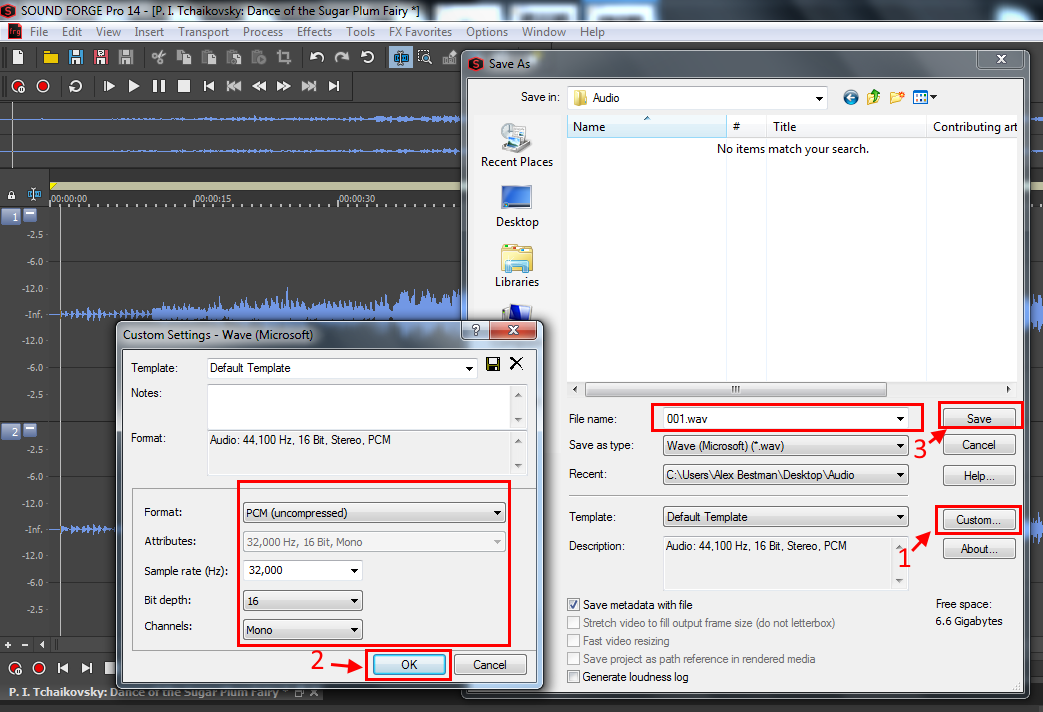 SOUND FORGE Pro 14 - [P. I. Tchaikovsky: Dance of the Sugar Plum Fairy *]
frg
File Edit View Insert Transport Process Effects Tools FX Favorites Options Window Help
00:00:00 00:00:15 00:00:30
1
-2.5
-6.0
-12.0
-Inf.
-12.0
-6.0
-2.5
2
-2.5
-6.0
-12.0
-Inf.
-12.0
-6.0
-2.5
P. I. Tchaikovsky: Dance of the Sugar Plum Fairy *
Save As
Save in: Audio
Recent Places
Desktop
Libraries
Name # Title Contributing art
No items match your search.
File name: 001.wav Save
3
Save as type: Wave (Microsoft) (*.wav) Cancel
Recent: C:\Users\Alex Bestman\Desktop\Audio Help...
Template: Default Template Custom...
1
Description: Audio: 44,100 Hz, 16 Bit, Stereo, PCM About...
Save metadata with file
Stretch video to fill output frame size (do not letterbox)
Fast video resizing
Save project as path reference in rendered media
Generate loudness log
Free space:
6.6 Gigabytes
Custom Settings - Wave (Microsoft)
?
Template: Default Template
Notes:
Format: Audio: 44,100 Hz, 16 Bit, Stereo, PCM
Format: PCM (uncompressed)
Attributes: 32,000 Hz, 16 Bit, Mono
Sample rate (Hz): 32,000
Bit depth: 16
Channels: Mono
2
OK Cancel